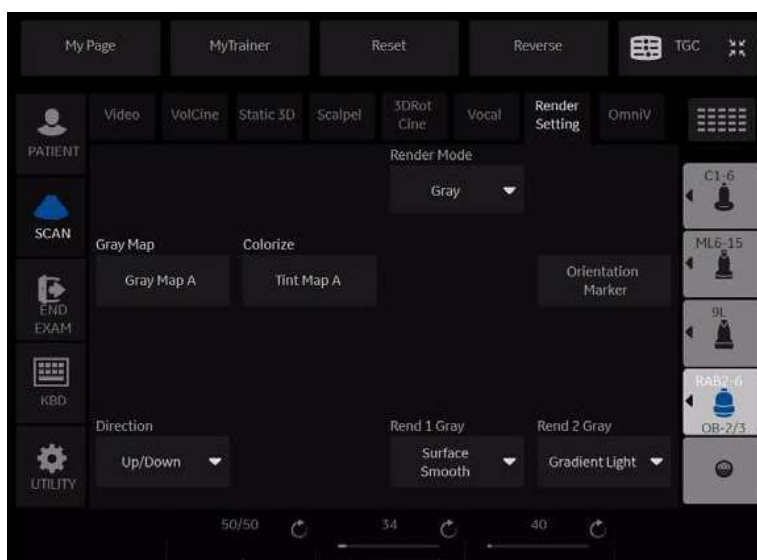 My Page
MyTrainer
Reset
Reverse
TGC
Video
VolCine
Static 3D
Scalpel
3DRot
Cine
Vocal
Render
Setting
OmniV
PATIENT
Render Mode
Gray
C1-6
SCAN
Gray Map
Colorize
ML6-15
Gray Map A
Tint Map A
Orientation
Marker
END
EXAM
9L
KBD
RAB2-6
OB-2/3
Direction
Rend 1 Gray
Rend 2 Gray
Up/Down
Surface
Smooth
Gradient Light
UTILITY
50/50
34
40